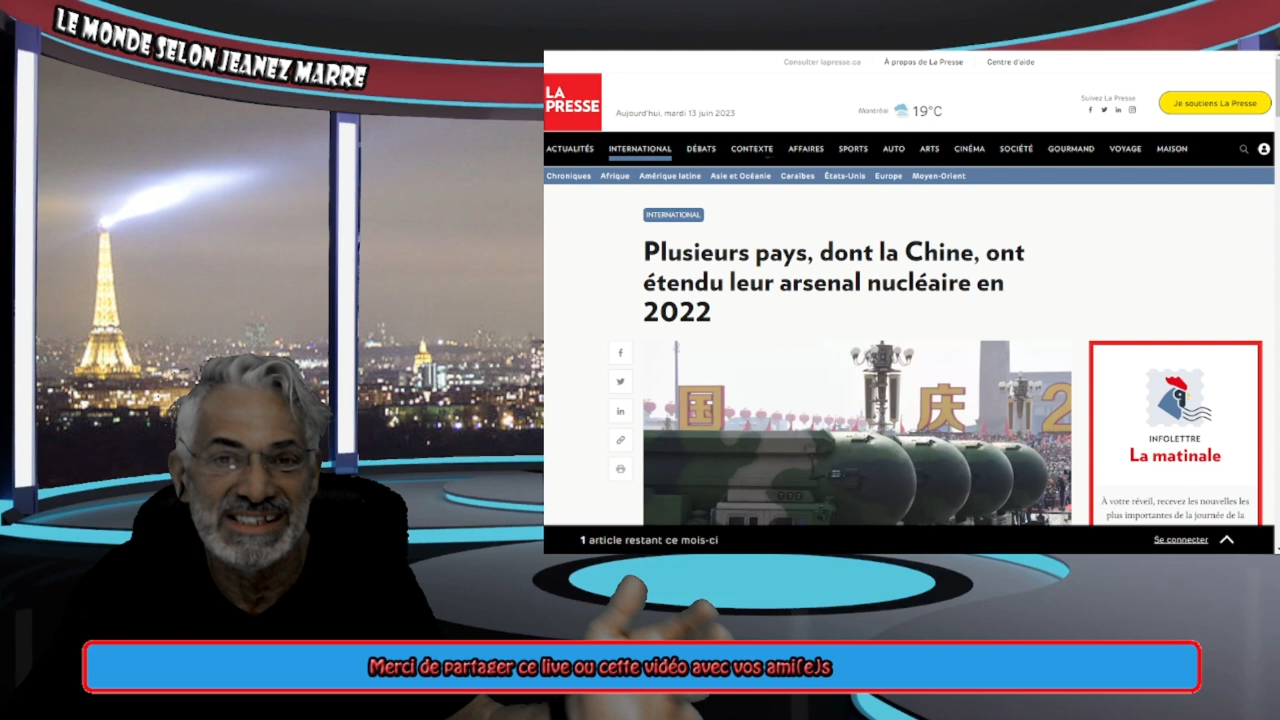 LE MONDE SELON JEANEZ MARRE
Consulter lapresse.ca À propos de La Presse Centre d'aide
LA
PRESSE
Aujourd'hui, mardi 13 juin 2023
Montréal 19°C
Suivez La Presse
Je soutiens La Presse
ACTUALITÉS INTERNATIONAL DÉBATS CONTEXTE AFFAIRES SPORTS AUTO ARTS CINÉMA SOCIÉTÉ GOURMAND VOYAGE MAISON
Chroniques Afrique Amérique latine Asie et Océanie Caraïbes États-Unis Europe Moyen-Orient
INTERNATIONAL
Plusieurs pays, dont la Chine, ont
étendu leur arsenal nucléaire en
2022
国 庆 2
INFOLETTRE
La matinale
À votre réveil, recevez les nouvelles les
plus importantes de la journée de la
1 article restant ce mois-ci
Se connecter
Merci de partager ce live ou cette vidéo avec vos ami(e)s